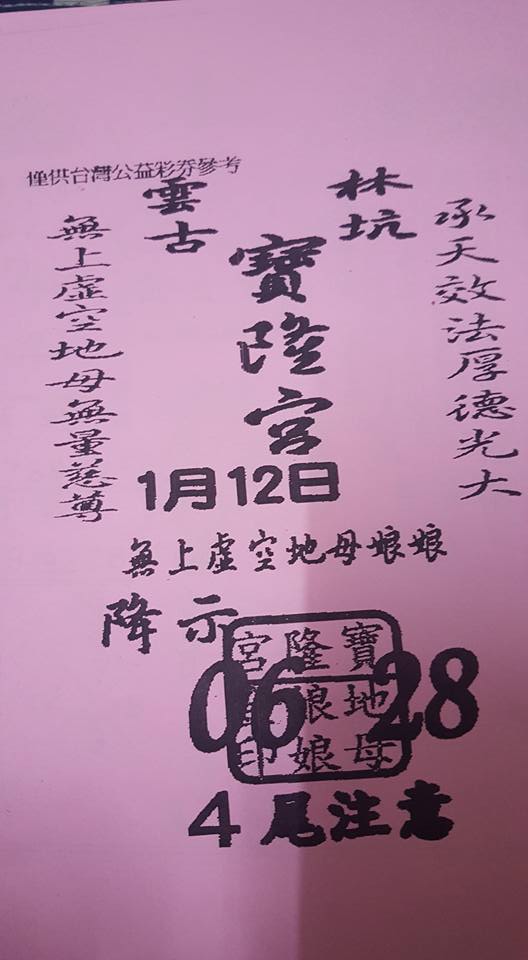 僅供台灣公益彩券參考
雲林
古坑
承天效法厚德光大
寶隆宮
無上虛空地母無量慈尊
1月12日
無上虛空地母娘娘
降示
寶隆宮
地母
娘娘
印
06 28
4尾注意